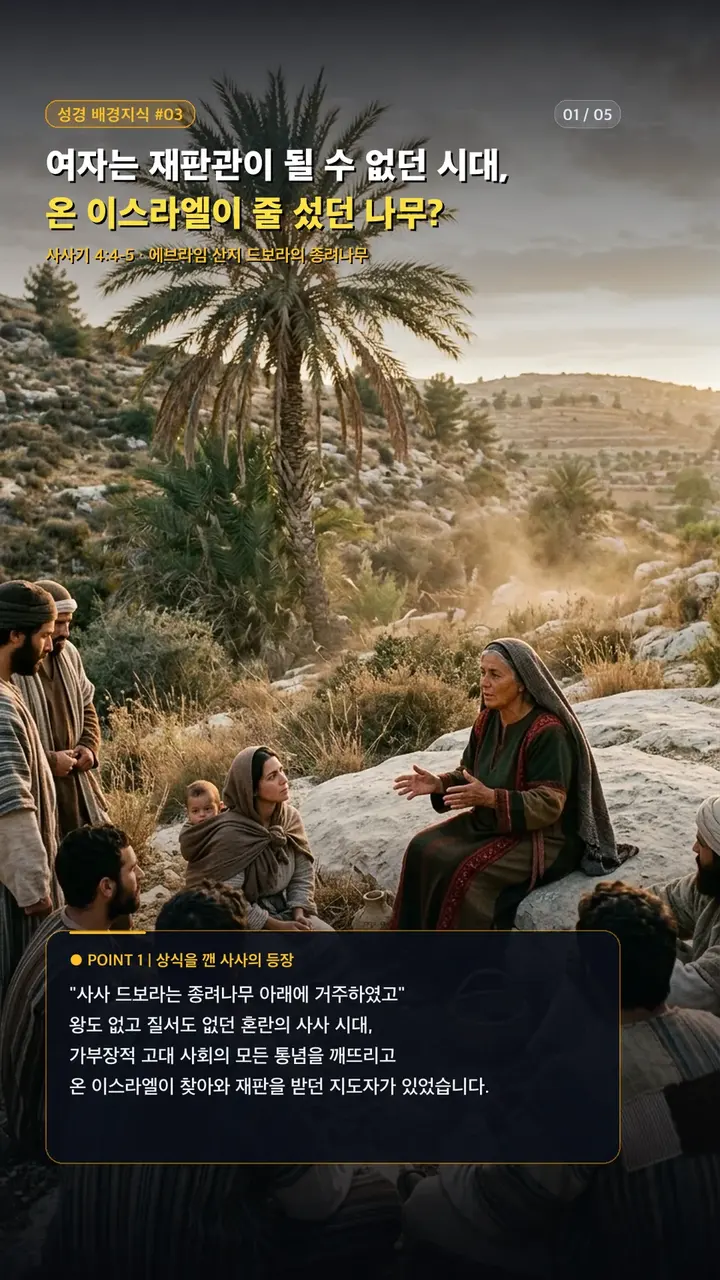 성경 배경지식 #03
01 / 05
여자는 재판관이 될 수 없던 시대,
온 이스라엘이 줄 섰던 나무?
사사기 4:4-5 · 에브라임 산지 드보라의 종려나무
● POINT 1 | 상식을 깬 사사의 등장
"사사 드보라는 종려나무 아래에 거주하였고"
왕도 없고 질서도 없던 혼란의 사사 시대,
가부장적 고대 사회의 모든 통념을 깨뜨리고
온 이스라엘이 찾아와 재판을 받던 지도자가 있었습니다.